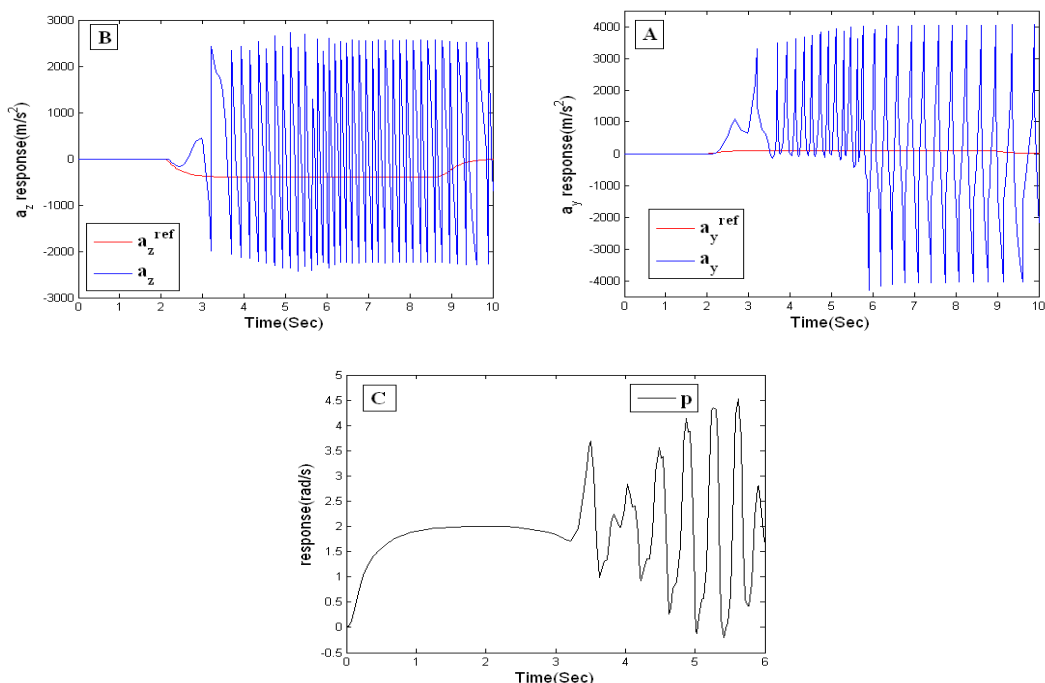 B
3000
2000
1000
0
-1000
-2000
-3000
a_z response(m/s^2)
a_z^ref
a_z
0 1 2 3 4 5 6 7 8 9 10
Time(Sec)
A
4000
3000
2000
1000
0
-1000
-2000
-3000
-4000
a_y response(m/s^2)
a_y^ref
a_y
0 1 2 3 4 5 6 7 8 9 10
Time(Sec)
C
p
5
4.5
4
3.5
3
2.5
2
1.5
1
0.5
0
-0.5
response(rad/s)
0 1 2 3 4 5 6
Time(Sec)